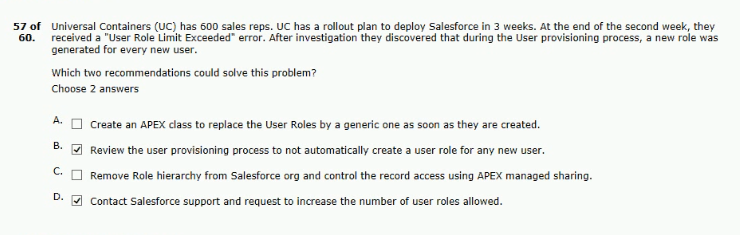 57 of 60. Universal Containers (UC) has 600 sales reps. UC has a rollout plan to deploy Salesforce in 3 weeks. At the end of the second week, they
received a "User Role Limit Exceeded" error. After investigation they discovered that during the User provisioning process, a new role was
generated for every new user.
Which two recommendations could solve this problem?
Choose 2 answers
A. Create an APEX class to replace the User Roles by a generic one as soon as they are created.
B. Review the user provisioning process to not automatically create a user role for any new user.
C. Remove Role hierarchy from Salesforce org and control the record access using APEX managed sharing.
D. Contact Salesforce support and request to increase the number of user roles allowed.